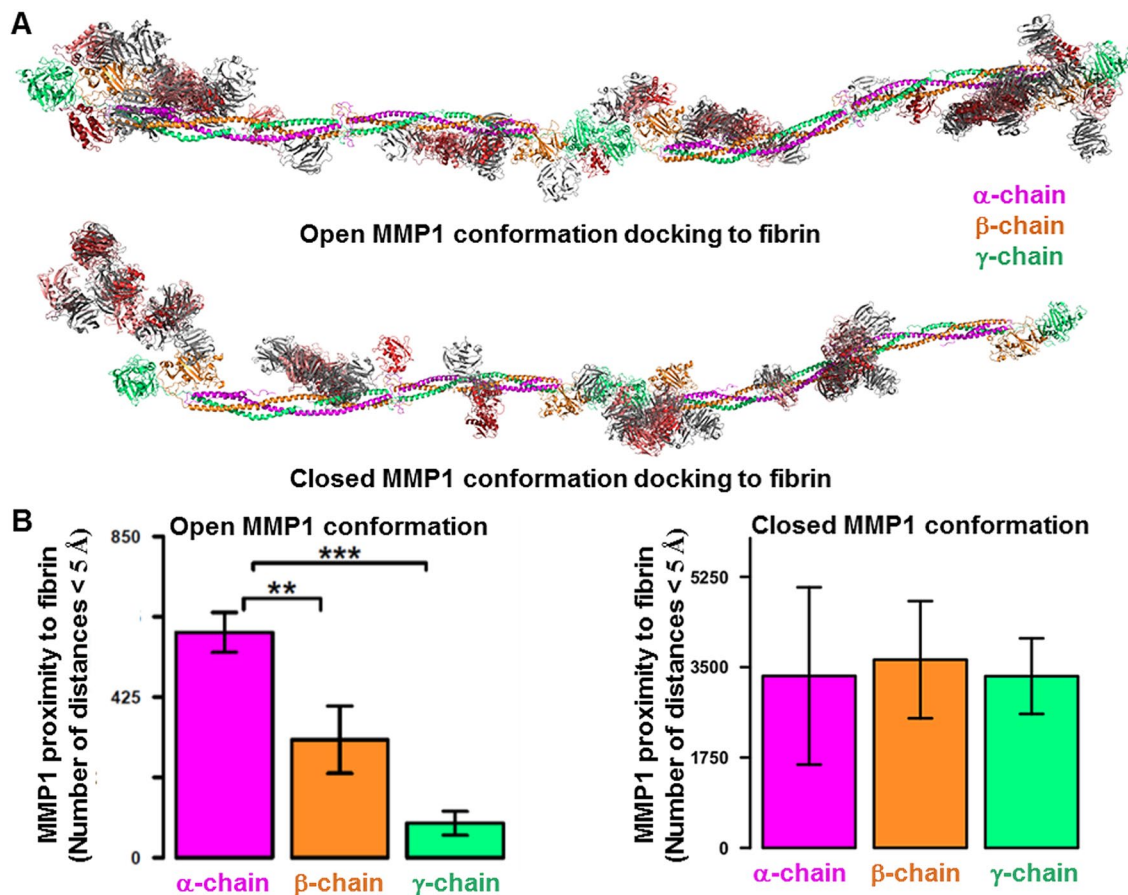 A
α-chain
β-chain
γ-chain
Open MMP1 conformation docking to fibrin
Closed MMP1 conformation docking to fibrin
B
Open MMP1 conformation
MMP1 proximity to fibrin
(Number of distances < 5 Å)
850
425
0
***
**
α-chain
β-chain
γ-chain
Closed MMP1 conformation
MMP1 proximity to fibrin
(Number of distances < 5 Å)
5250
3500
1750
0
α-chain
β-chain
γ-chain